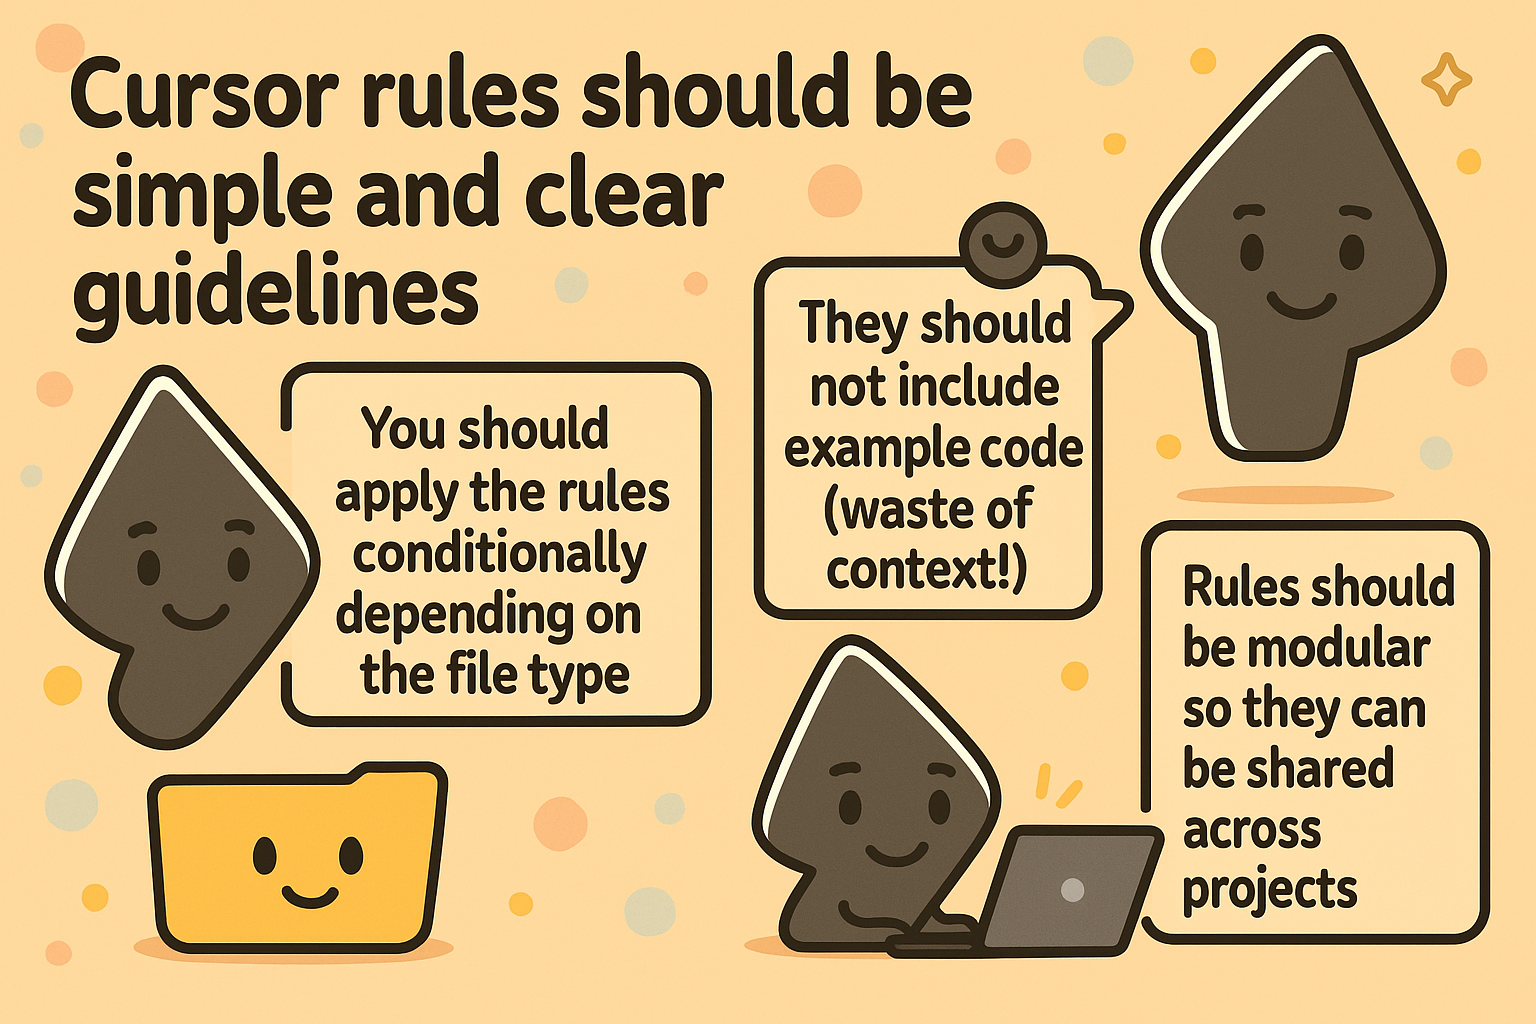 Cursor rules should be
simple and clear
guidelines
You should
apply the rules
conditionally
depending on
the file type
They should
not include
example code
(waste of
context!)
Rules should
be modular
so they can
be shared
across
projects